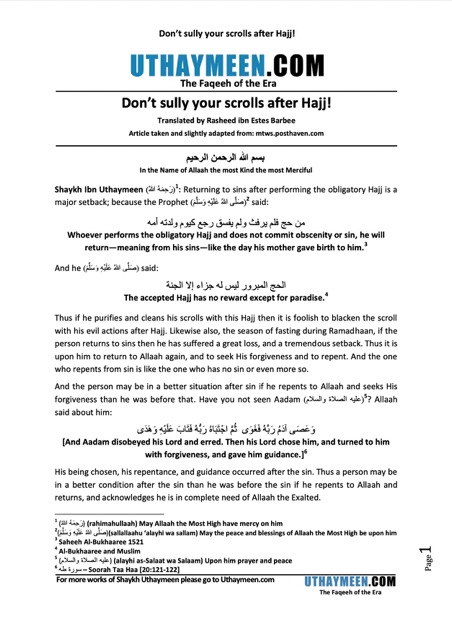 Don't sully your scrolls after Hajj!
UTHAYMEEN.COM
The Faqeeh of the Era
Don't sully your scrolls after Hajj!
Translated by Rasheed ibn Estes Barbee
Article taken and slightly adapted from: mtws.posthaven.com
بسم الله الرحمن الرحيم
In the Name of Allaah the most Kind the most Merciful
Shaykh Ibn Uthaymeen (رَحِمَهُ اللهُ)1: Returning to sins after performing the obligatory Hajj is a
major setback; because the Prophet (صَلَّى اللهُ عَلَيْهِ وَسَلَّمَ)2 said:
من حج فلم يرفث ولم يفسق رجع كيوم ولدته أمه
Whoever performs the obligatory Hajj and does not commit obscenity or sin, he will
return—meaning from his sins—like the day his mother gave birth to him.3
And he (صَلَّى اللهُ عَلَيْهِ وَسَلَّمَ) said:
الحج المبرور ليس له جزاء إلا الجنة
The accepted Hajj has no reward except for paradise.4
Thus if he purifies and cleans his scrolls with this Hajj then it is foolish to blacken the scroll
with his evil actions after Hajj. Likewise also, the season of fasting during Ramadhaan, if the
person returns to sins then he has suffered a great loss, and a tremendous setback. Thus it is
upon him to return to Allaah again, and to seek His forgiveness and to repent. And the one
who repents from sin is like the one who has no sin or even more so.
And the person may be in a better situation after sin if he repents to Allaah and seeks His
forgiveness than he was before that. Have you not seen Aadam (عليه الصلاة والسلام)5? Allaah
said about him:
وَعَصَى آدَمُ رَبَّهُ فَغَوَى ثُمَّ اجْتَبَاهُ رَبُّهُ فَتَابَ عَلَيْهِ وَهَدَى
[And Aadam disobeyed his Lord and erred. Then his Lord chose him, and turned to him
with forgiveness, and gave him guidance.]6
His being chosen, his repentance, and guidance occurred after the sin. Thus a person may be
in a better condition after the sin than he was before the sin if he repents to Allaah and
returns, and acknowledges he is in complete need of Allaah the Exalted.
1 (رَحِمَهُ اللهُ) (rahimahullaah) May Allaah the Most High have mercy on him
2 (صَلَّى اللهُ عَلَيْهِ وَسَلَّمَ)(sallallaahu 'alayhi wa sallam) May the peace and blessings of Allaah the Most High be upon him
3 Saheeh Al-Bukhaaree 1521
4 Al-Bukhaaree and Muslim
5 (عليه الصلاة والسلام) (alayhi as-Salaat wa Salaam) Upon him prayer and peace
6 سورة طه – Soorah Taa Haa [20:121-122]
Page 1
For more works of Shaykh Uthaymeen please go to Uthaymeen.com
UTHAYMEEN.COM
The Faqeeh of the Era